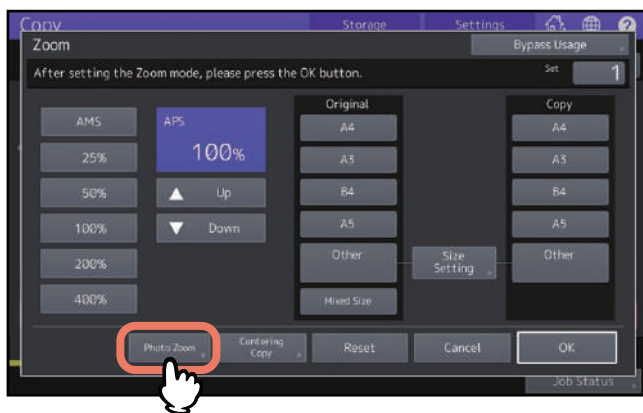 Copy
Storage
Settings
Zoom
Bypass Usage
After setting the Zoom mode, please press the OK button.
Set
1
AMS
25%
50%
100%
200%
400%
APS
100%
Up
Down
Original
A4
A3
B4
A5
Other
Mixed Size
Size
Setting
Copy
A4
A3
B4
A5
Other
Photo Zoom
Centering
Copy
Reset
Cancel
OK
Job Status